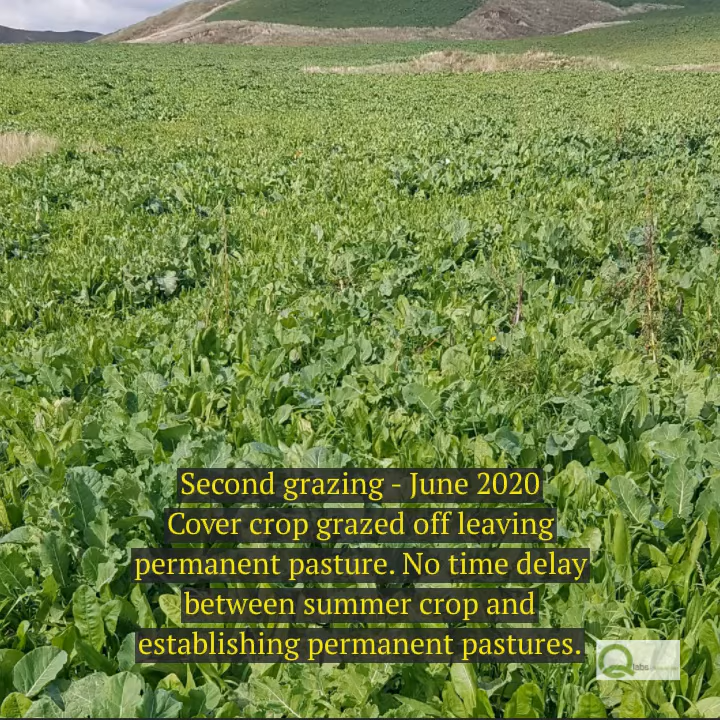 Second grazing - June 2020
Cover crop grazed off leaving
permanent pasture. No time delay
between summer crop and
establishing permanent pastures.
Q labs